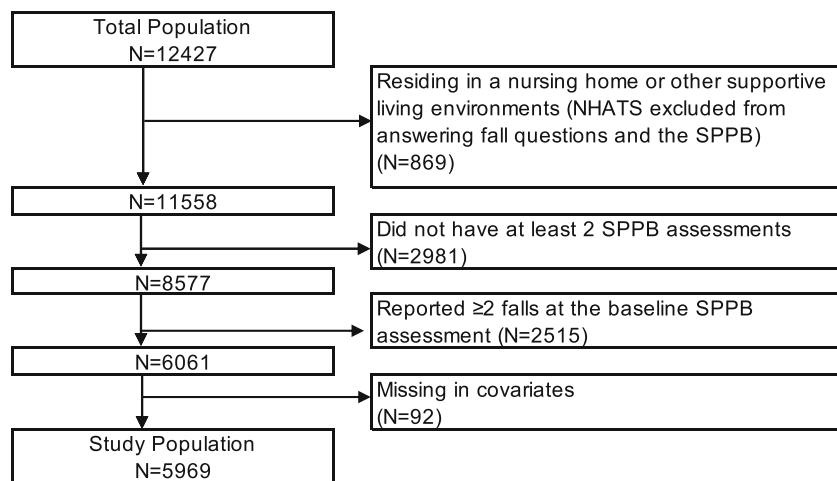 Total Population
N=12427
Residing in a nursing home or other supportive
living environments (NHATS excluded from
answering fall questions and the SPPB)
(N=869)
N=11558
Did not have at least 2 SPPB assessments
(N=2981)
N=8577
Reported ≥2 falls at the baseline SPPB
assessment (N=2515)
N=6061
Missing in covariates
(N=92)
Study Population
N=5969